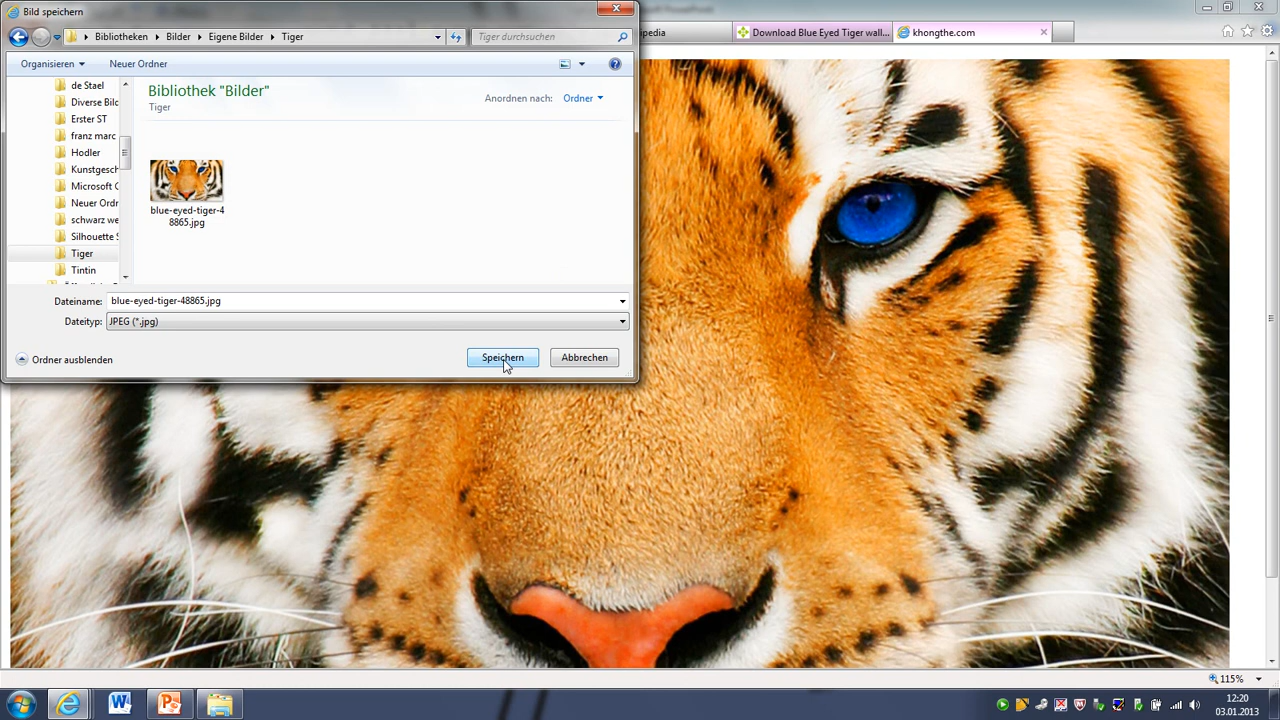 Bild speichern
Microsoft PowerPoint
Bibliotheken Bilder Eigene Bilder Tiger
Tiger durchsuchen
Download Blue Eyed Tiger wall...
khongthe.com
Organisieren
Neuer Ordner
de Stael
Diverse Bild
Erster ST
franz marc
Hodler
Kunstgesch
Microsoft C
Neuer Ordr
schwarz we
Silhouette S
Tiger
Tintin
Bibliothek "Bilder"
Tiger
Anordnen nach: Ordner
blue-eyed-tiger-4
8865.jpg
Dateiname: blue-eyed-tiger-48865.jpg
Dateityp: JPEG (*.jpg)
Ordner ausblenden
Speichern
Abbrechen
115%
12:20
03.01.2013